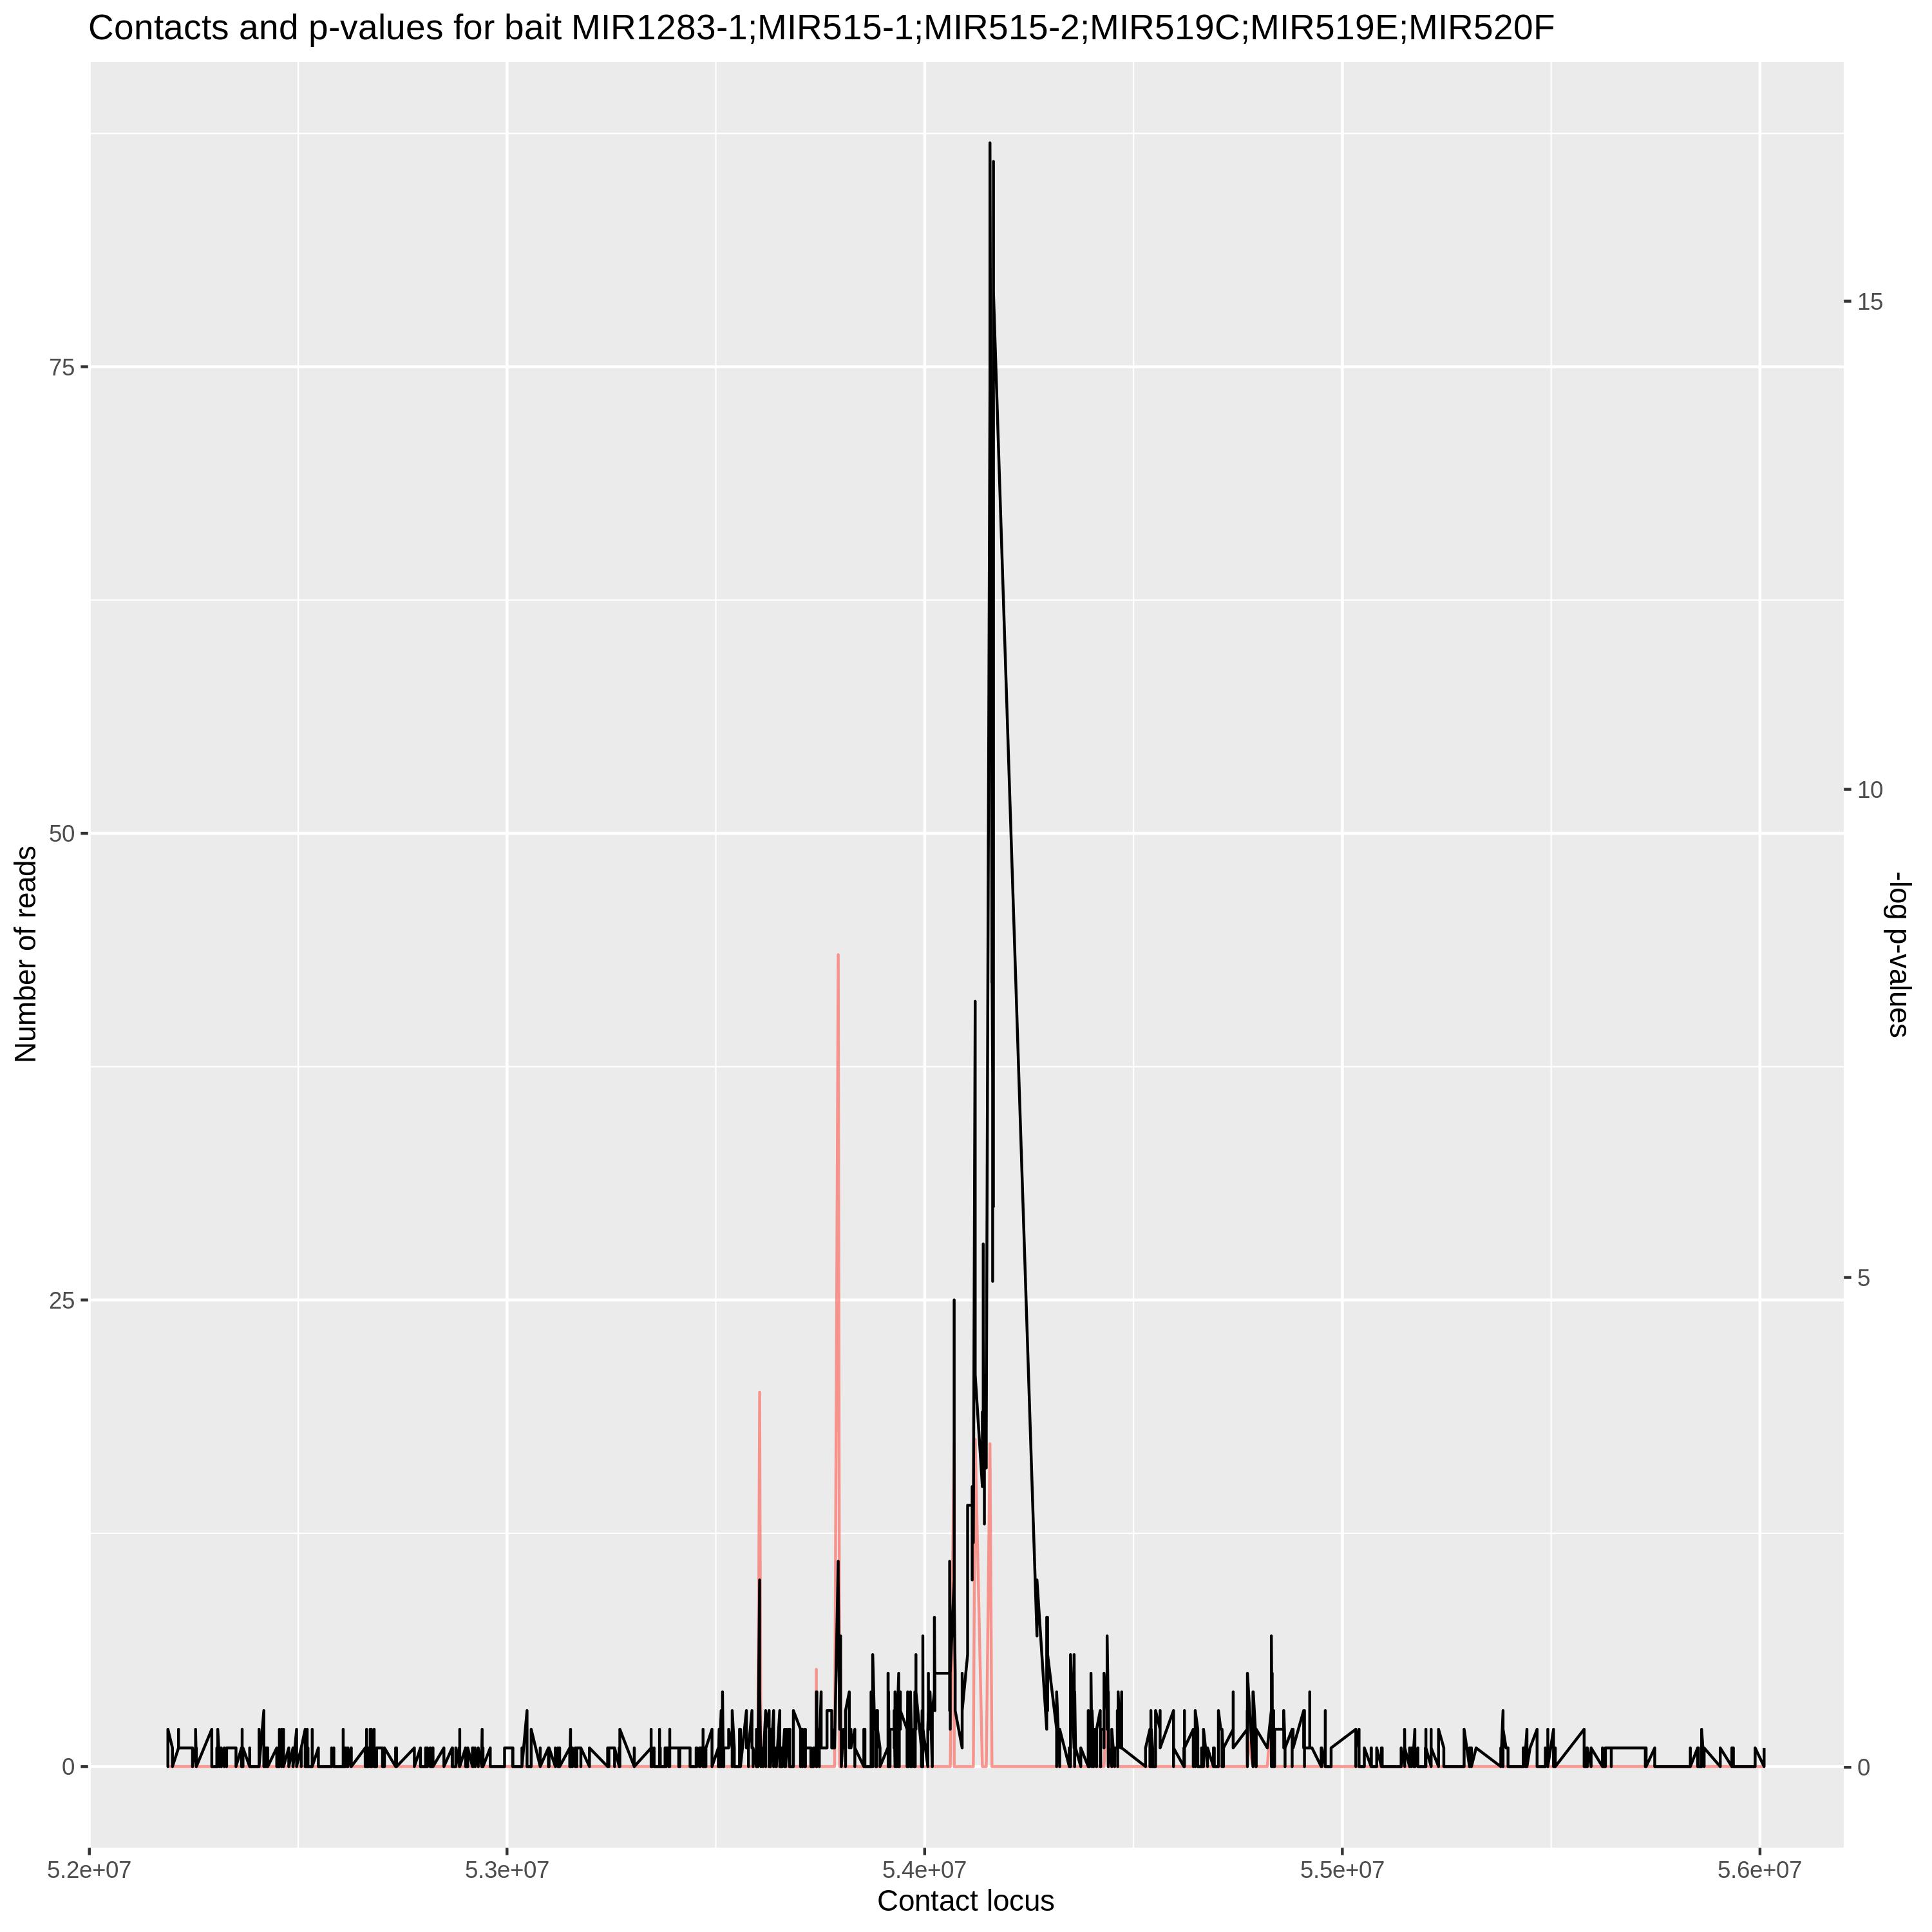 Contacts and p-values for bait MIR1283-1;MIR515-1;MIR515-2;MIR519C;MIR519E;MIR520F
75
50
25
0
Number of reads
15
10
5
0
-log p-values
5.2e+07 5.3e+07 5.4e+07 5.5e+07 5.6e+07
Contact locus